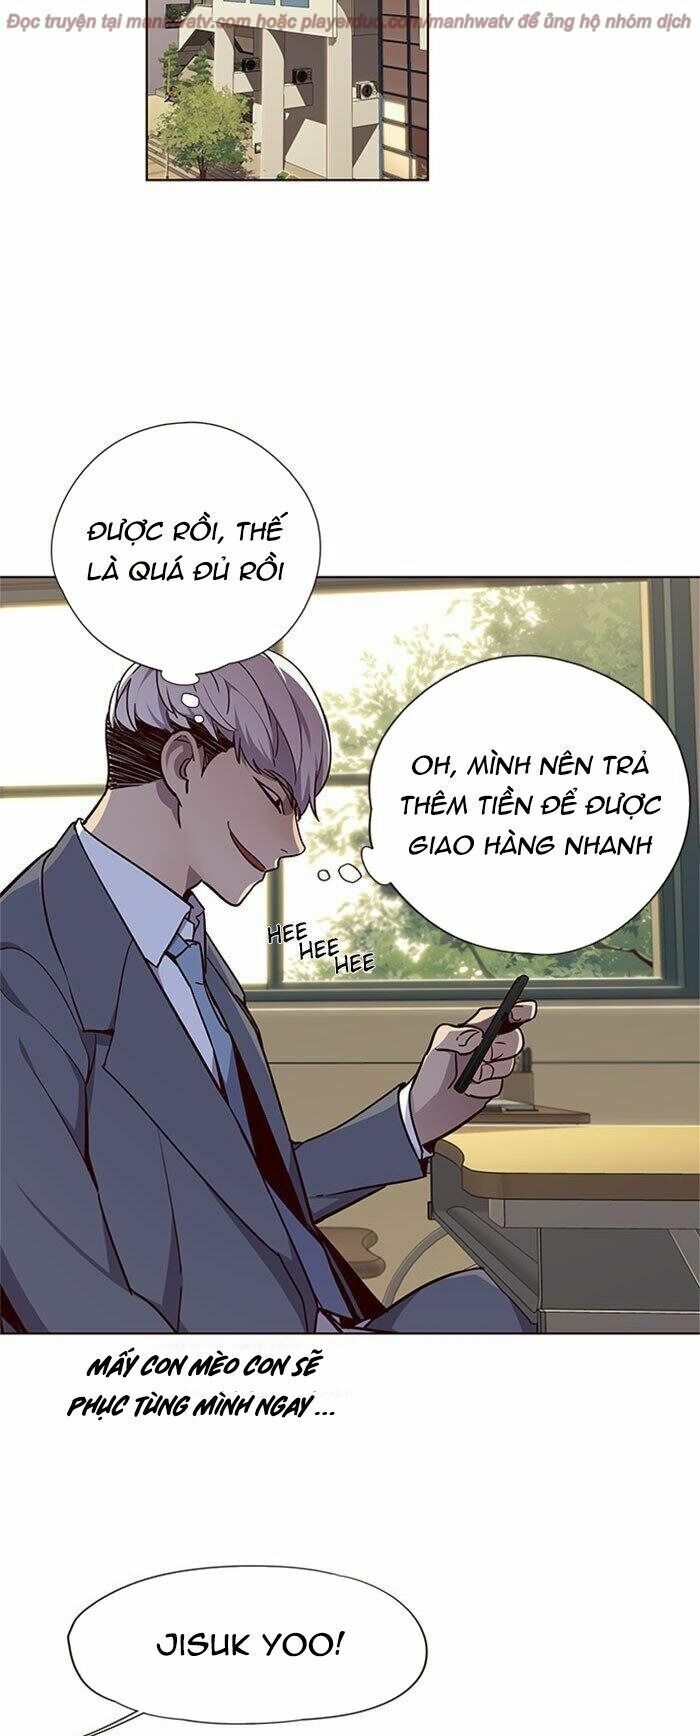 Đọc truyện tại manhwatv.com hoặc playerduo.com/manhwatv để ủng hộ nhóm dịch
ĐƯỢC RỒI, THẾ
LÀ QUÁ ĐỦ RỒI
OH, MÌNH NÊN TRẢ
THÊM TIỀN ĐỂ ĐƯỢC
GIAO HÀNG NHANH
HEE
HEE
HEE
MẤY CON MÈO CON SẼ
PHỤC TÙNG MÌNH NGAY...
JISUK YOO!